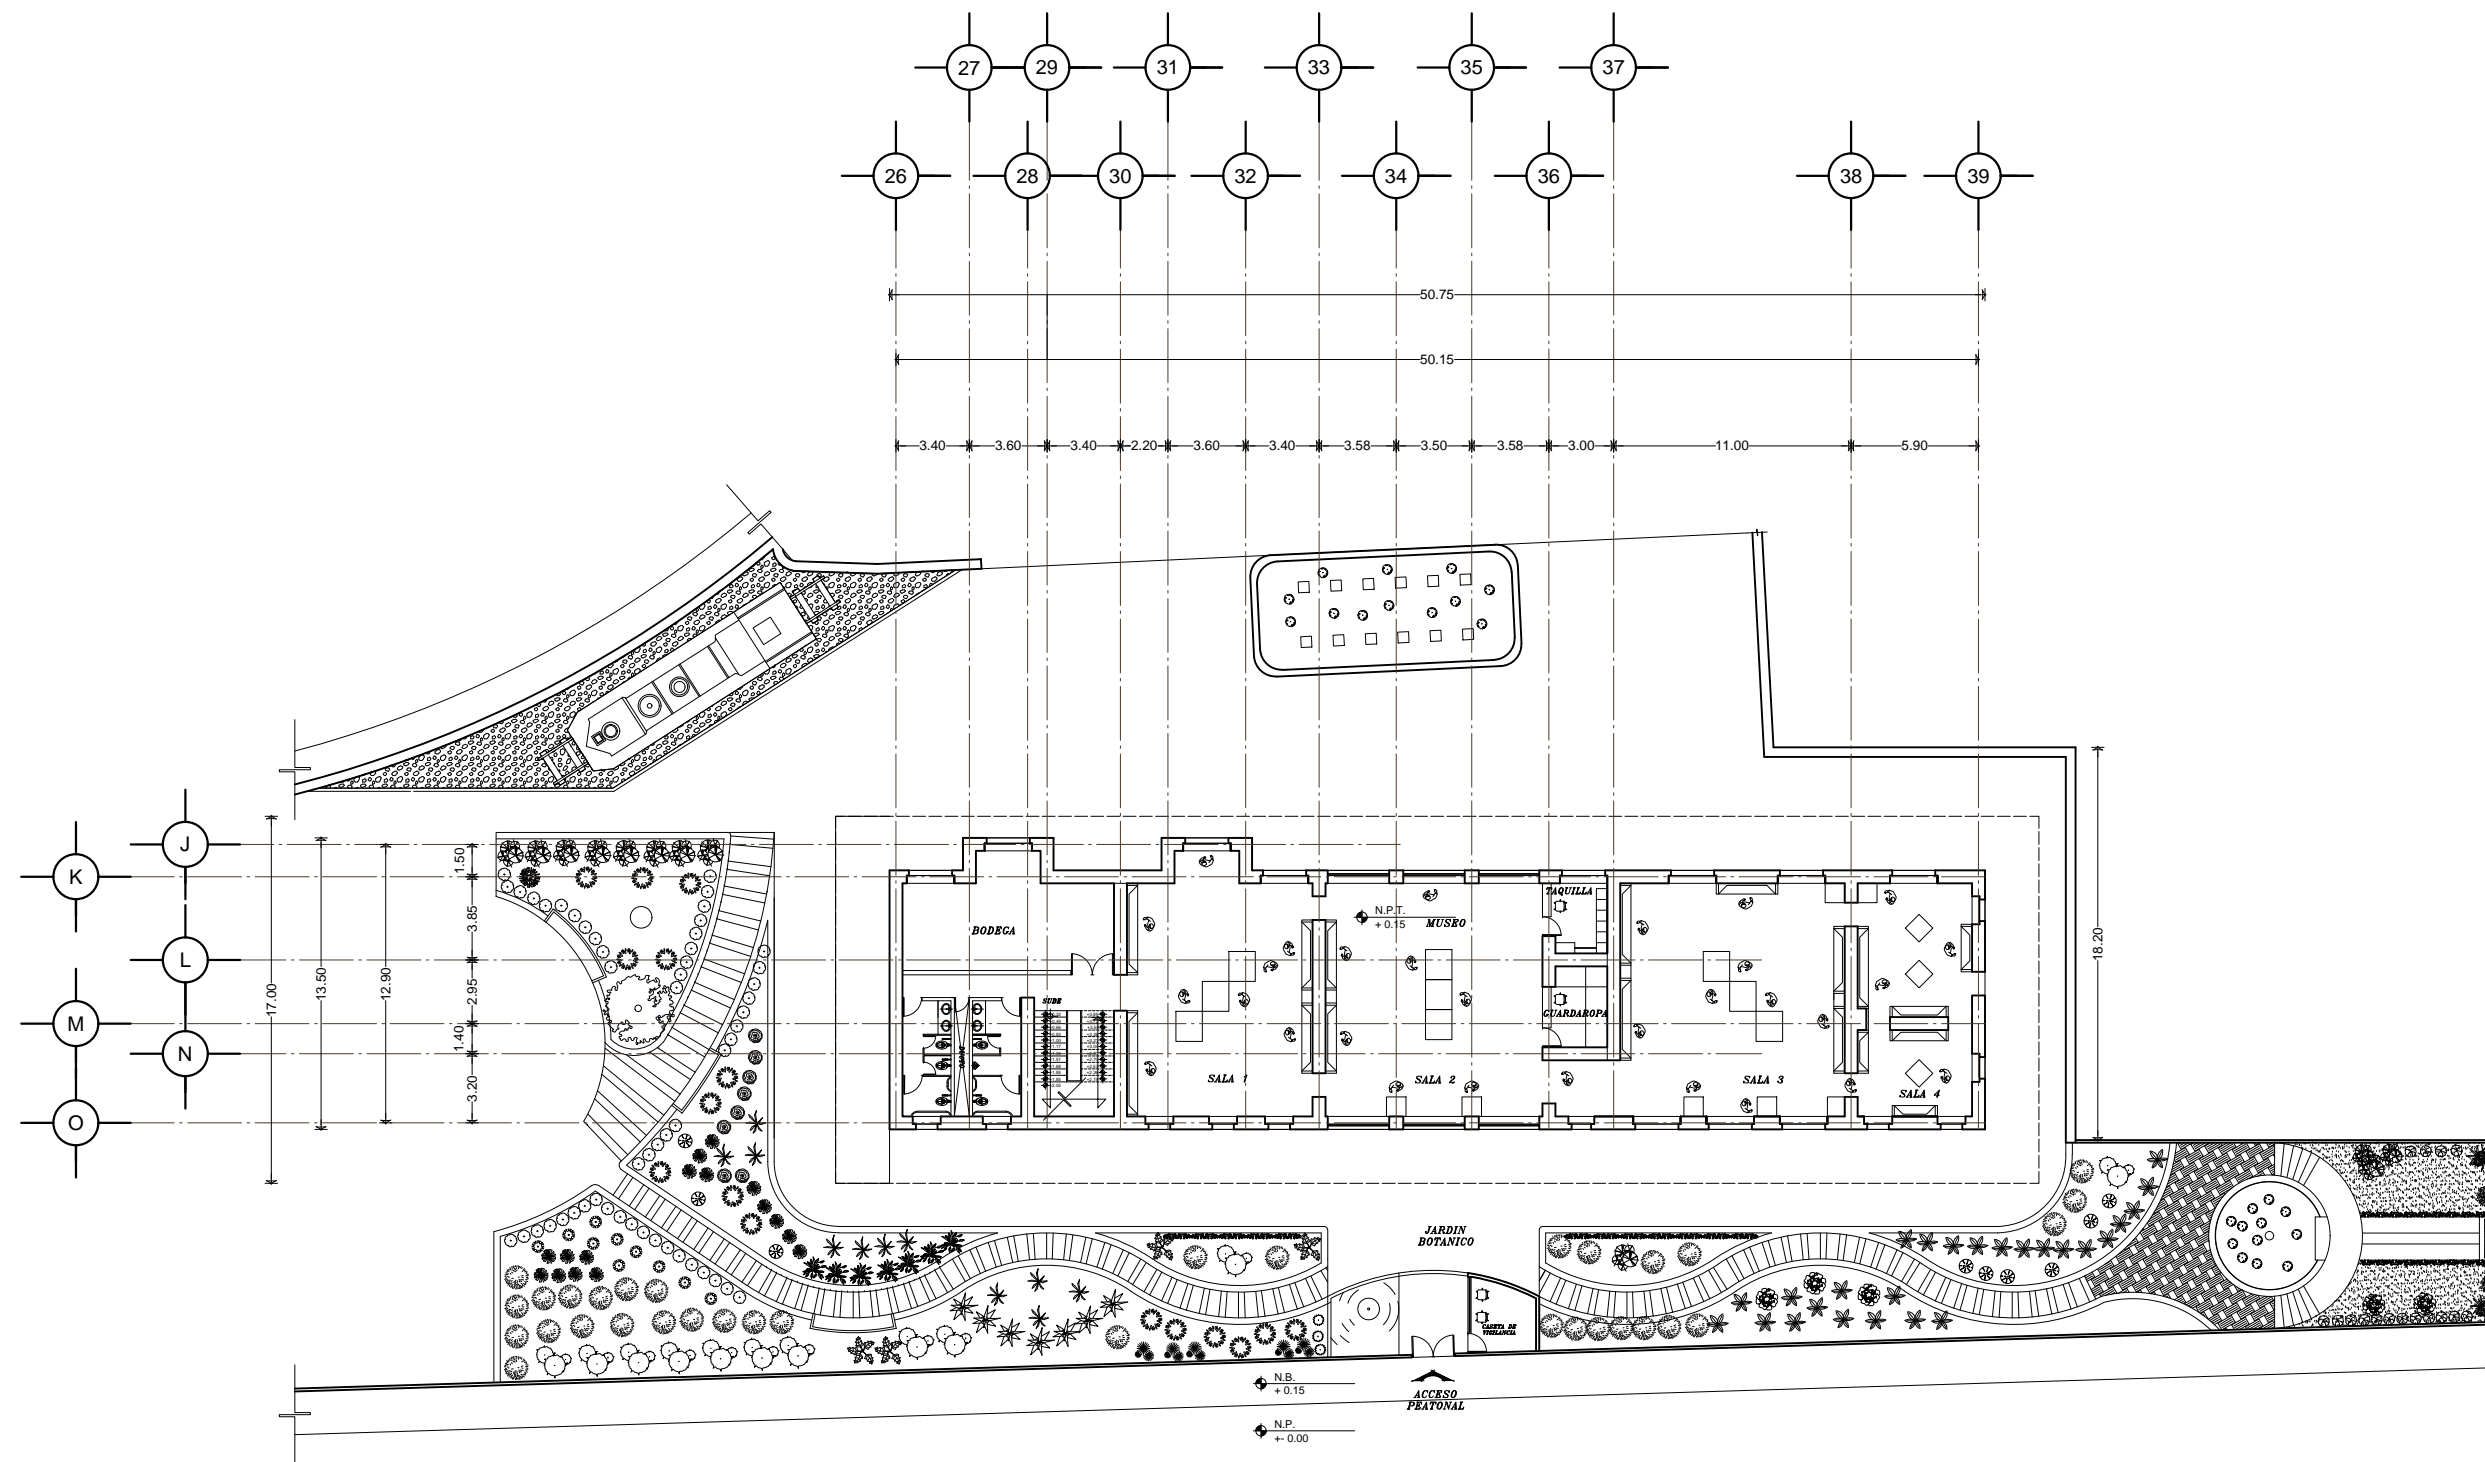 27 29 31 33 35 37
26 28 30 32 34 36 38 39
50.75
50.15
3.40 3.60 3.40 2.20 3.60 3.40 3.58 3.50 3.58 3.00 11.00 5.90
J
K
L
M
N
O
17.00
13.50
12.90
1.50
3.85
2.95
1.40
3.20
18.20
BODEGA
SUBE
DUCTO
TAQUILLA
N.P.T.
+ 0.15
MUSEO
GUARDAROPA
SALA 1
SALA 2
SALA 3
SALA 4
JARDIN
BOTANICO
CASETA DE
VIGILANCIA
N.B.
+ 0.15
ACCESO
PEATONAL
N.P.
+- 0.00